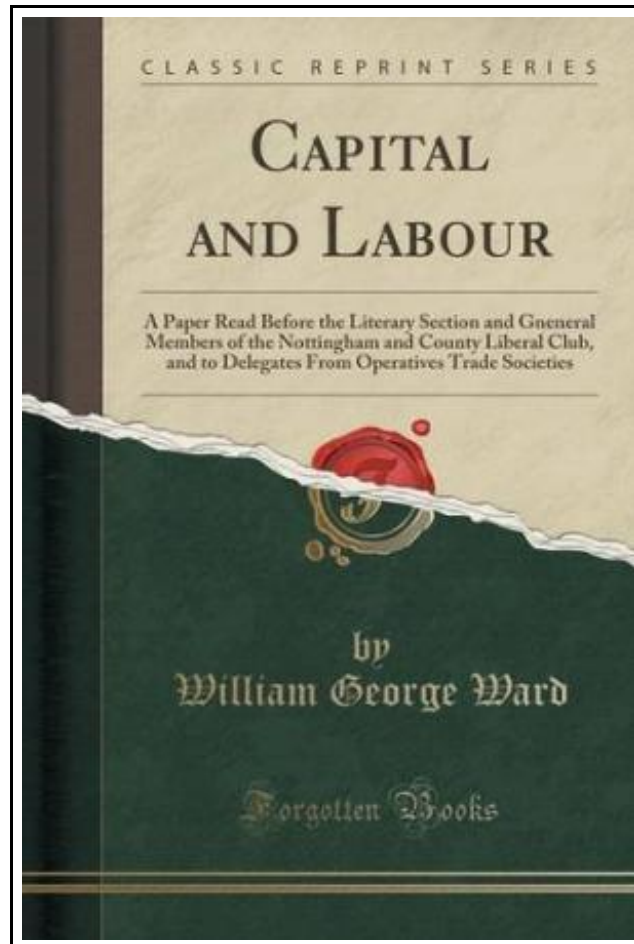 CLASSIC REPRINT SERIES
CAPITAL
AND LABOUR
A Paper Read Before the Literary Section and Gneneral
Members of the Nottingham and County Liberal Club,
and to Delegates From Operatives Trade Societies
by
William George Ward
Forgotten Books